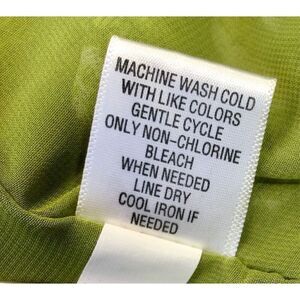 MACHINE WASH COLD
WITH LIKE COLORS
GENTLE CYCLE
ONLY NON-CHLORINE
BLEACH
WHEN NEEDED
LINE DRY
COOL IRON IF
NEEDED